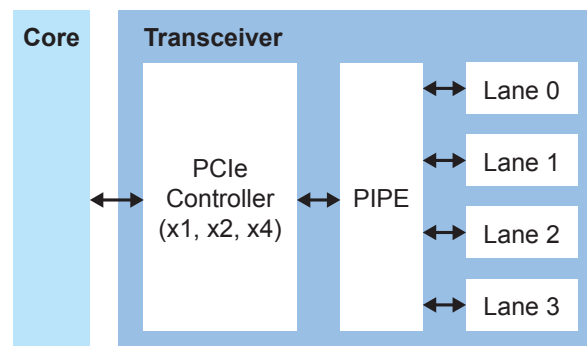 Core
Transceiver
PCIe
Controller
(x1, x2, x4)
PIPE
Lane 0
Lane 1
Lane 2
Lane 3